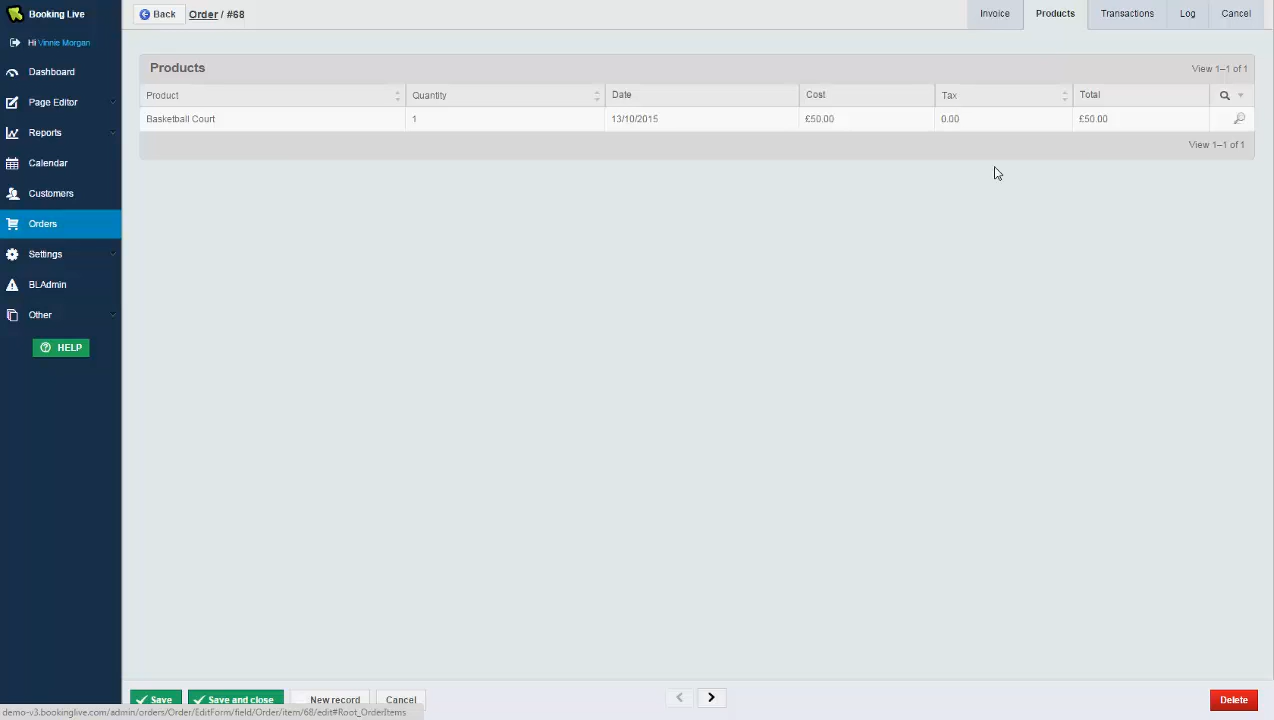 Booking Live
Back
Order / #68
Invoice
Products
Transactions
Log
Cancel
Hi Vinnie Morgan
Dashboard
Page Editor
Reports
Calendar
Customers
Orders
Settings
BLAdmin
Other
HELP
Products
View 1–1 of 1
Product Quantity Date Cost Tax Total
Basketball Court 1 13/10/2015 £50.00 0.00 £50.00
View 1–1 of 1
Save
Save and close
New record
Cancel
Delete
demo-v3.bookinglive.com/admin/orders/Order/EditForm/field/Order/item/68/edit#Root_OrderItems